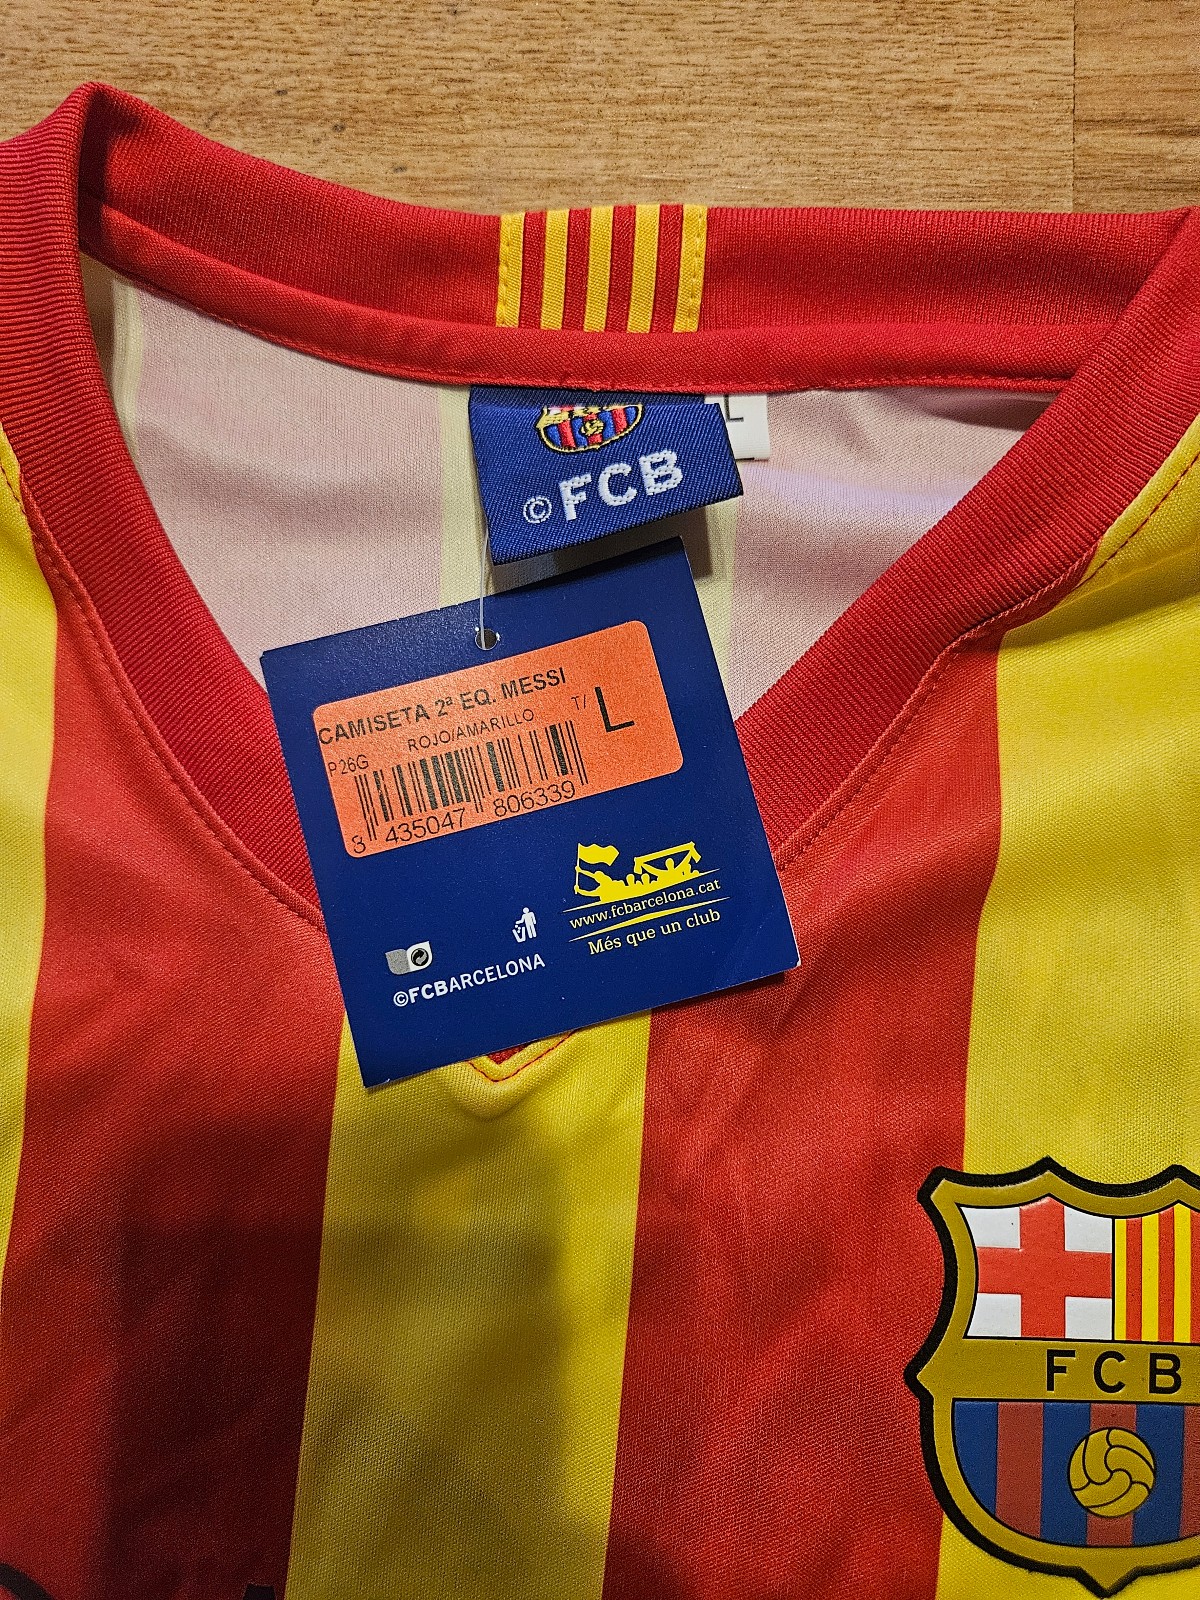 L
©FCB
CAMISETA 2ª EQ. MESSI
ROJO/AMARILLO T/ L
P26G
8 435047 806339
www.fcbarcelona.cat
Més que un club
©FCBARCELONA
FCB